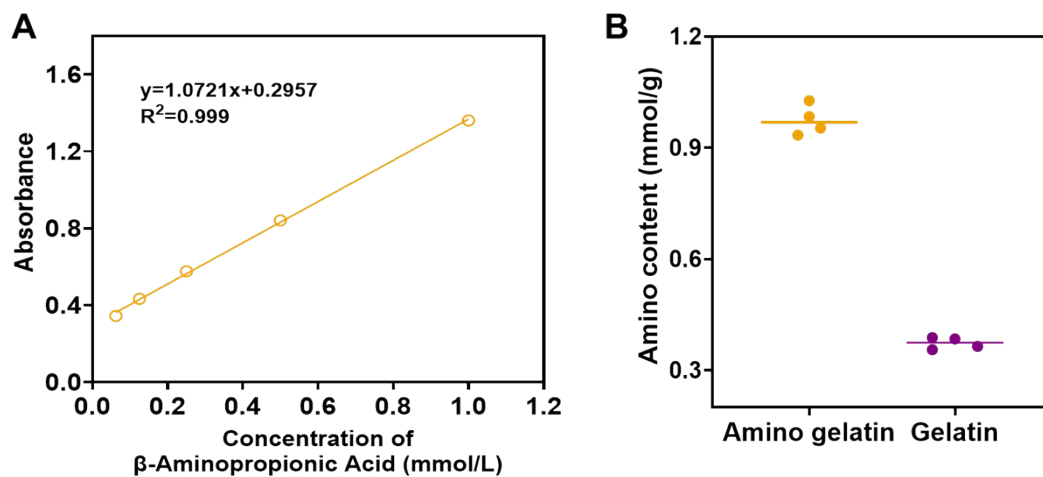 A
y=1.0721x+0.2957
R²=0.999
Absorbance
1.6
1.2
0.8
0.4
0.0
0.0 0.2 0.4 0.6 0.8 1.0 1.2
Concentration of
β-Aminopropionic Acid (mmol/L)
B
Amino content (mmol/g)
1.2
0.9
0.6
0.3
Amino gelatin Gelatin